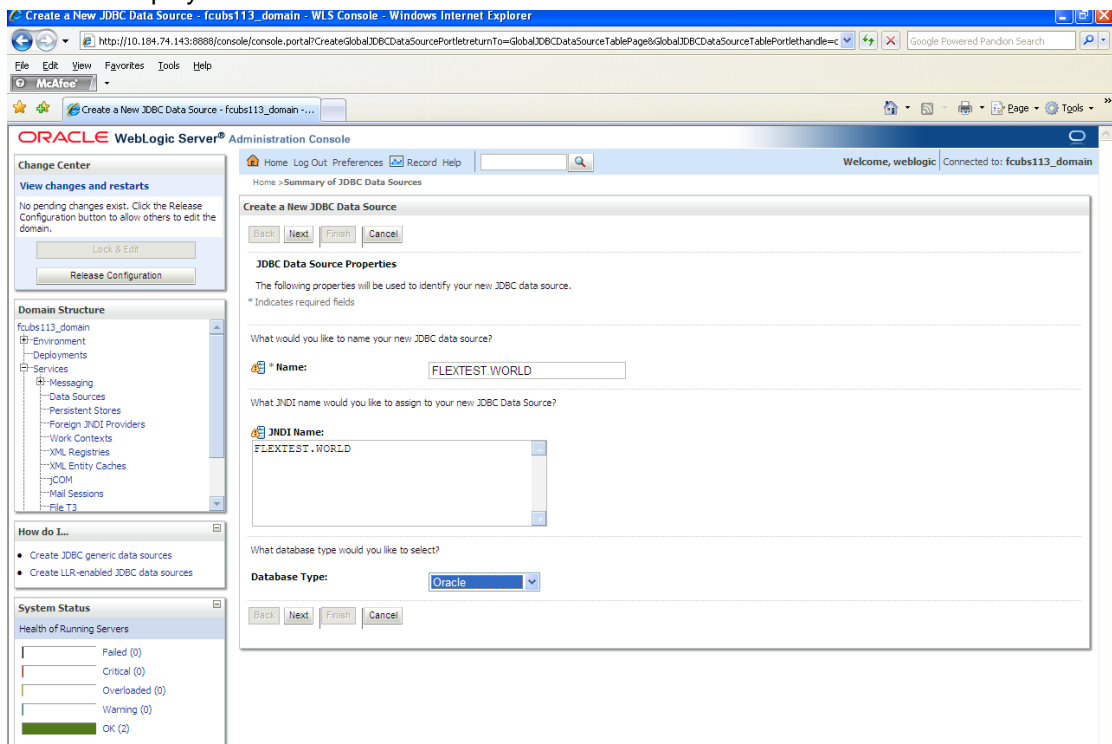 Create a New JDBC Data Source - fcubs113_domain - WLS Console - Windows Internet Explorer
http://10.184.74.143:8888/console/console.portal?CreateGlobalJDBCDataSourcePortletreturnTo=GlobalJDBCDataSourceTablePage&GlobalJDBCDataSourceTablePortlethandle=c
Google Powered Pandion Search
File Edit View Favorites Tools Help
McAfee
Create a New JDBC Data Source - fcubs113_domain -...
Page Tools
ORACLE WebLogic Server® Administration Console
Change Center
View changes and restarts
No pending changes exist. Click the Release
Configuration button to allow others to edit the
domain.
Lock & Edit
Release Configuration
Domain Structure
fcubs113_domain
Environment
Deployments
Services
Messaging
Data Sources
Persistent Stores
Foreign JNDI Providers
Work Contexts
XML Registries
XML Entity Caches
jCOM
Mail Sessions
File T3
How do I...
Create JDBC generic data sources
Create LLR-enabled JDBC data sources
System Status
Health of Running Servers
Failed (0)
Critical (0)
Overloaded (0)
Warning (0)
OK (2)
Home Log Out Preferences Record Help
Welcome, weblogic Connected to: fcubs113_domain
Home >Summary of JDBC Data Sources
Create a New JDBC Data Source
Back Next Finish Cancel
JDBC Data Source Properties
The following properties will be used to identify your new JDBC data source.
* Indicates required fields
What would you like to name your new JDBC data source?
* Name: FLEXTEST.WORLD
What JNDI name would you like to assign to your new JDBC Data Source?
JNDI Name:
FLEXTEST.WORLD
What database type would you like to select?
Database Type: Oracle
Back Next Finish Cancel